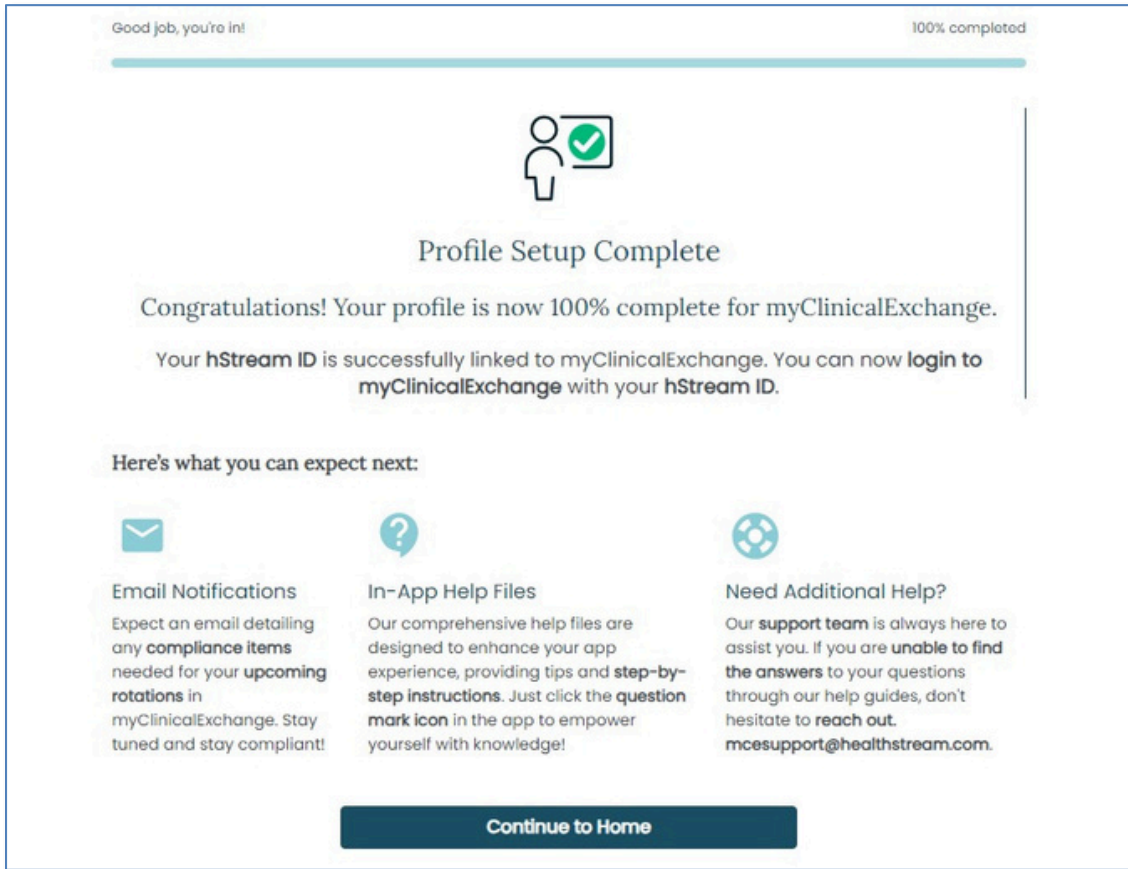 Good job, you're in!
100% completed
Profile Setup Complete
Congratulations! Your profile is now 100% complete for myClinicalExchange.
Your hStream ID is successfully linked to myClinicalExchange. You can now login to
myClinicalExchange with your hStream ID.
Here's what you can expect next:
Email Notifications
Expect an email detailing
any compliance items
needed for your upcoming
rotations in
myClinicalExchange. Stay
tuned and stay compliant!
In-App Help Files
Our comprehensive help files are
designed to enhance your app
experience, providing tips and step-by-
step instructions. Just click the question
mark icon in the app to empower
yourself with knowledge!
Need Additional Help?
Our support team is always here to
assist you. If you are unable to find
the answers to your questions
through our help guides, don't
hesitate to reach out.
mcesupport@healthstream.com.
Continue to Home